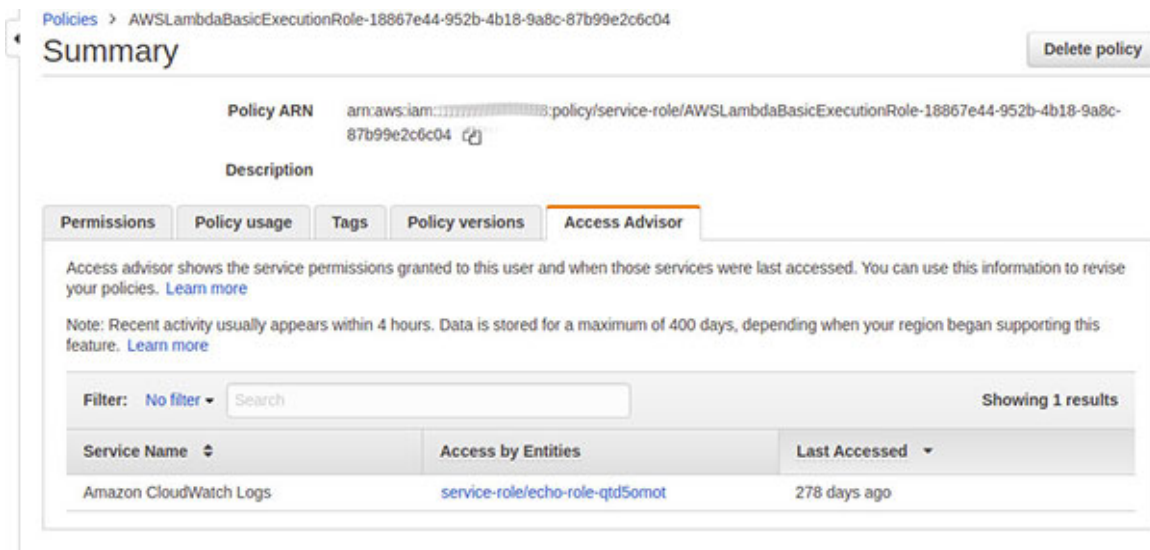 Policies > AWSLambdaBasicExecutionRole-18867e44-952b-4b18-9a8c-87b99e2c6c04
Summary
Delete policy
Policy ARN arn:aws:iam: :policy/service-role/AWSLambdaBasicExecutionRole-18867e44-952b-4b18-9a8c-
87b99e2c6c04
Description
Permissions Policy usage Tags Policy versions Access Advisor
Access advisor shows the service permissions granted to this user and when those services were last accessed. You can use this information to revise
your policies. Learn more
Note: Recent activity usually appears within 4 hours. Data is stored for a maximum of 400 days, depending when your region began supporting this
feature. Learn more
Filter: No filter Search Showing 1 results
Service Name Access by Entities Last Accessed
Amazon CloudWatch Logs service-role/echo-role-qtd5omot 278 days ago